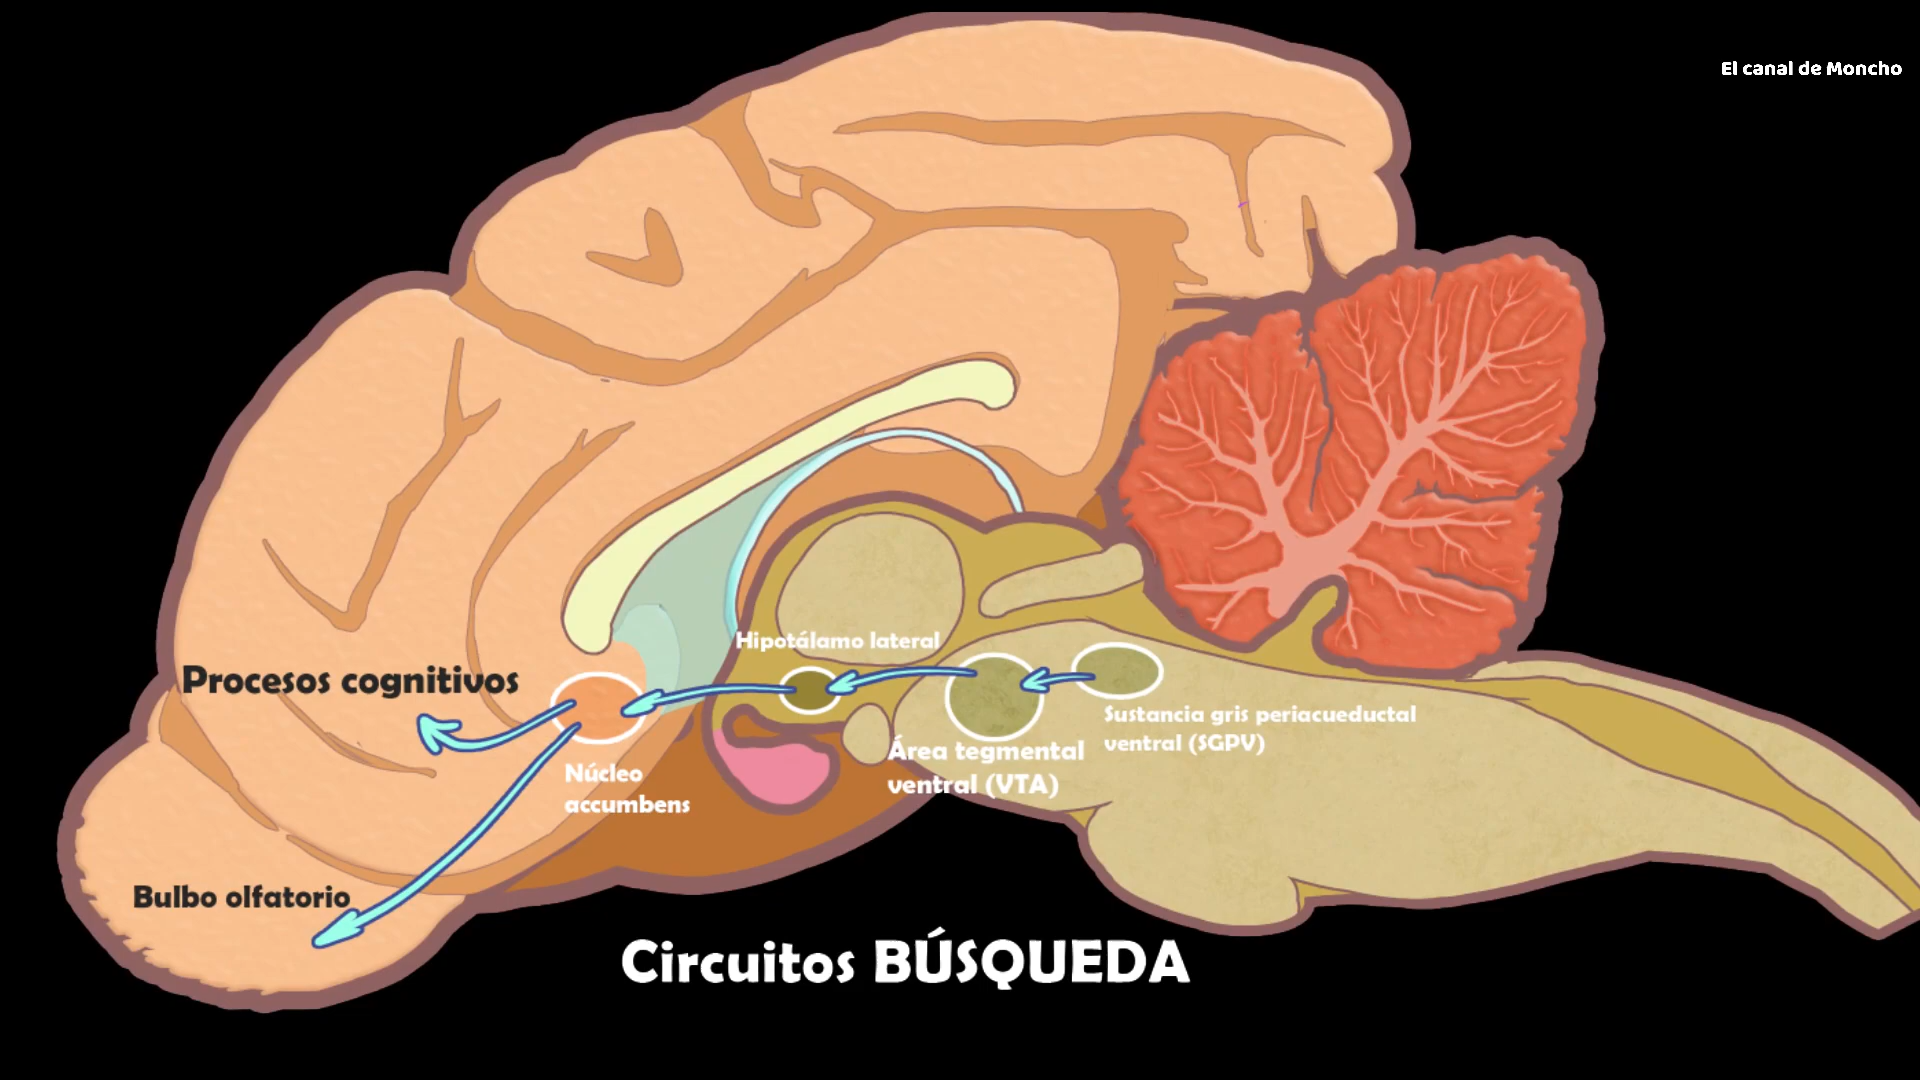 El canal de Moncho
Hipotálamo lateral
Procesos cognitivos
Sustancia gris periacueductal
ventral (SGPV)
Área tegmental
ventral (VTA)
Núcleo
accumbens
Bulbo olfatorio
Circuitos BÚSQUEDA